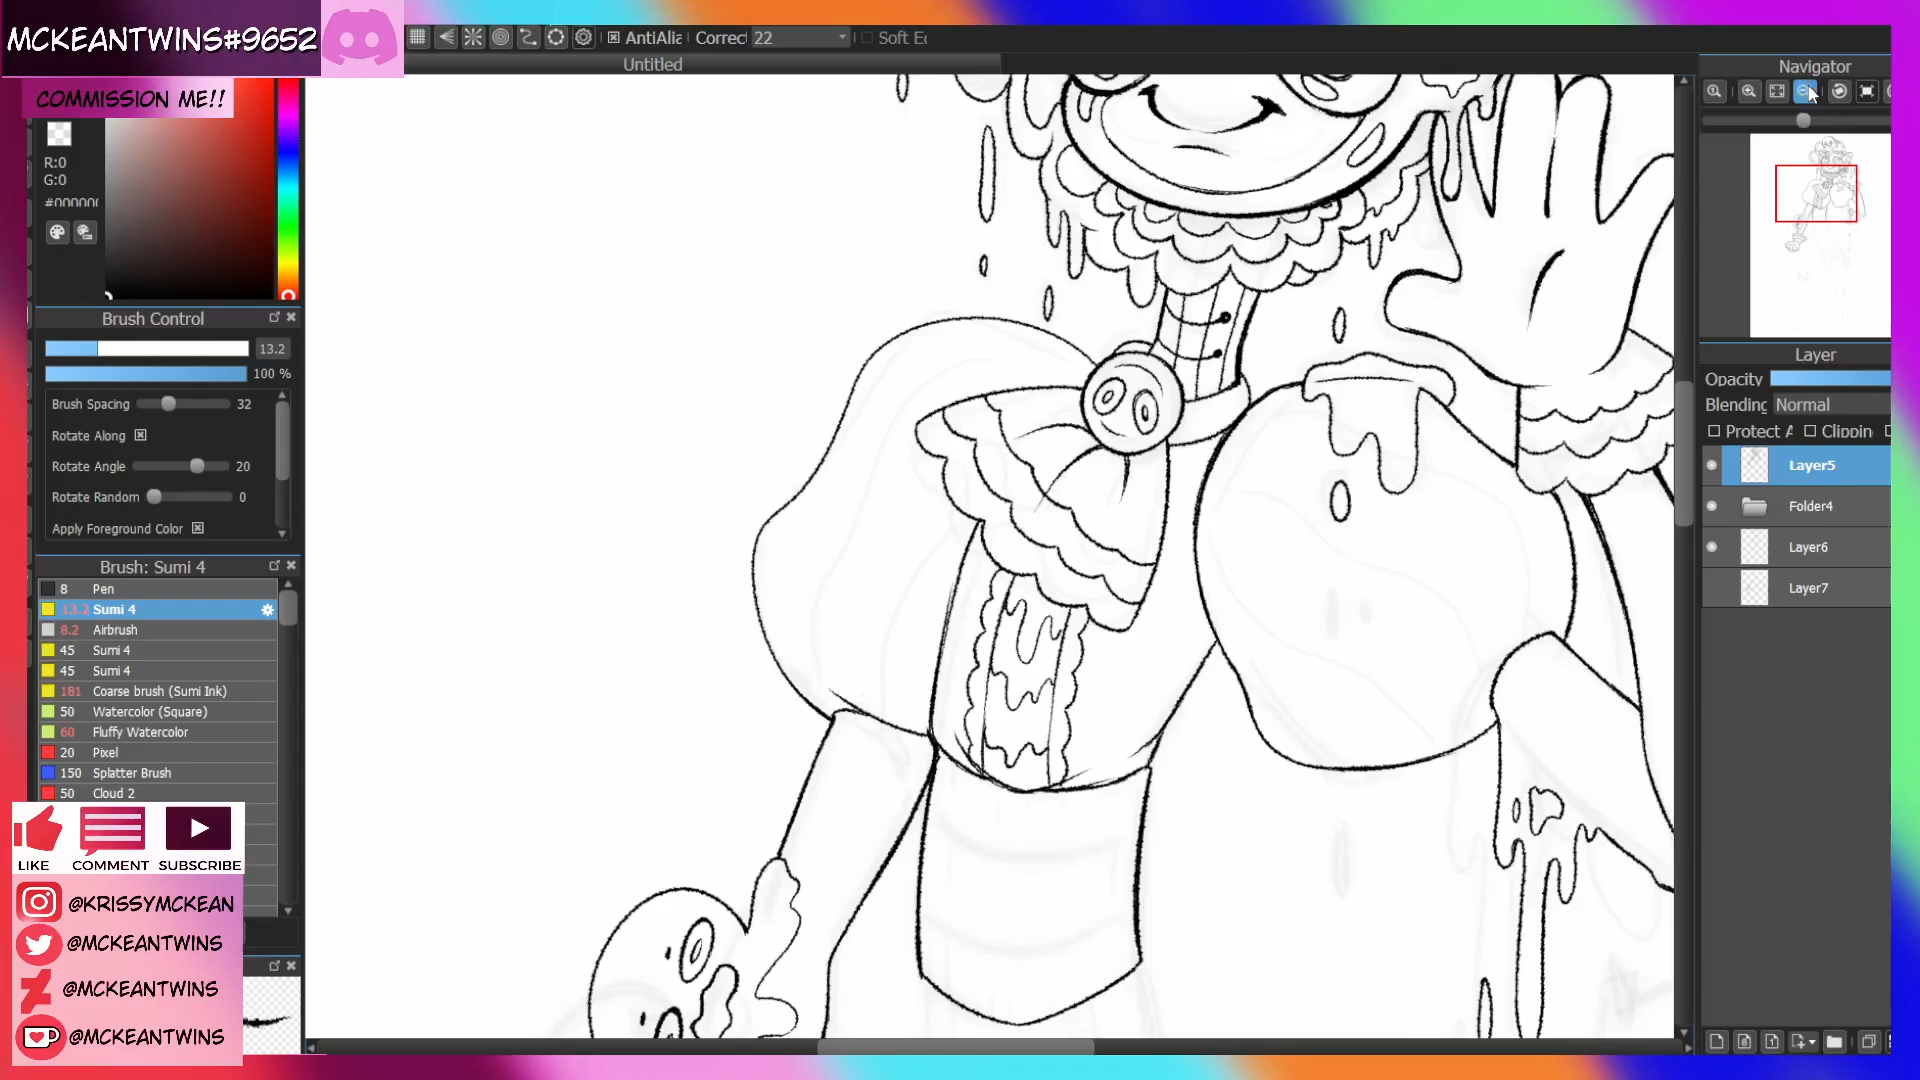 MCKEANTWINS#9652
COMMISSION ME!!
AntiAlia
Correct
22
Soft Ed
Untitled
Navigator
R:0
G:0
#000000
Brush Control
13.2
100 %
Brush Spacing 32
Rotate Along
Rotate Angle 20
Rotate Random 0
Apply Foreground Color
Brush: Sumi 4
8 Pen
13.2 Sumi 4
8.2 Airbrush
45 Sumi 4
45 Sumi 4
181 Coarse brush (Sumi Ink)
50 Watercolor (Square)
60 Fluffy Watercolor
20 Pixel
150 Splatter Brush
50 Cloud 2
LIKE COMMENT SUBSCRIBE
@KRISSYMCKEAN
@MCKEANTWINS
@MCKEANTWINS
@MCKEANTWINS
Layer
Opacity
Blending Normal
Protect A Clippin
Layer5
Folder4
Layer6
Layer7